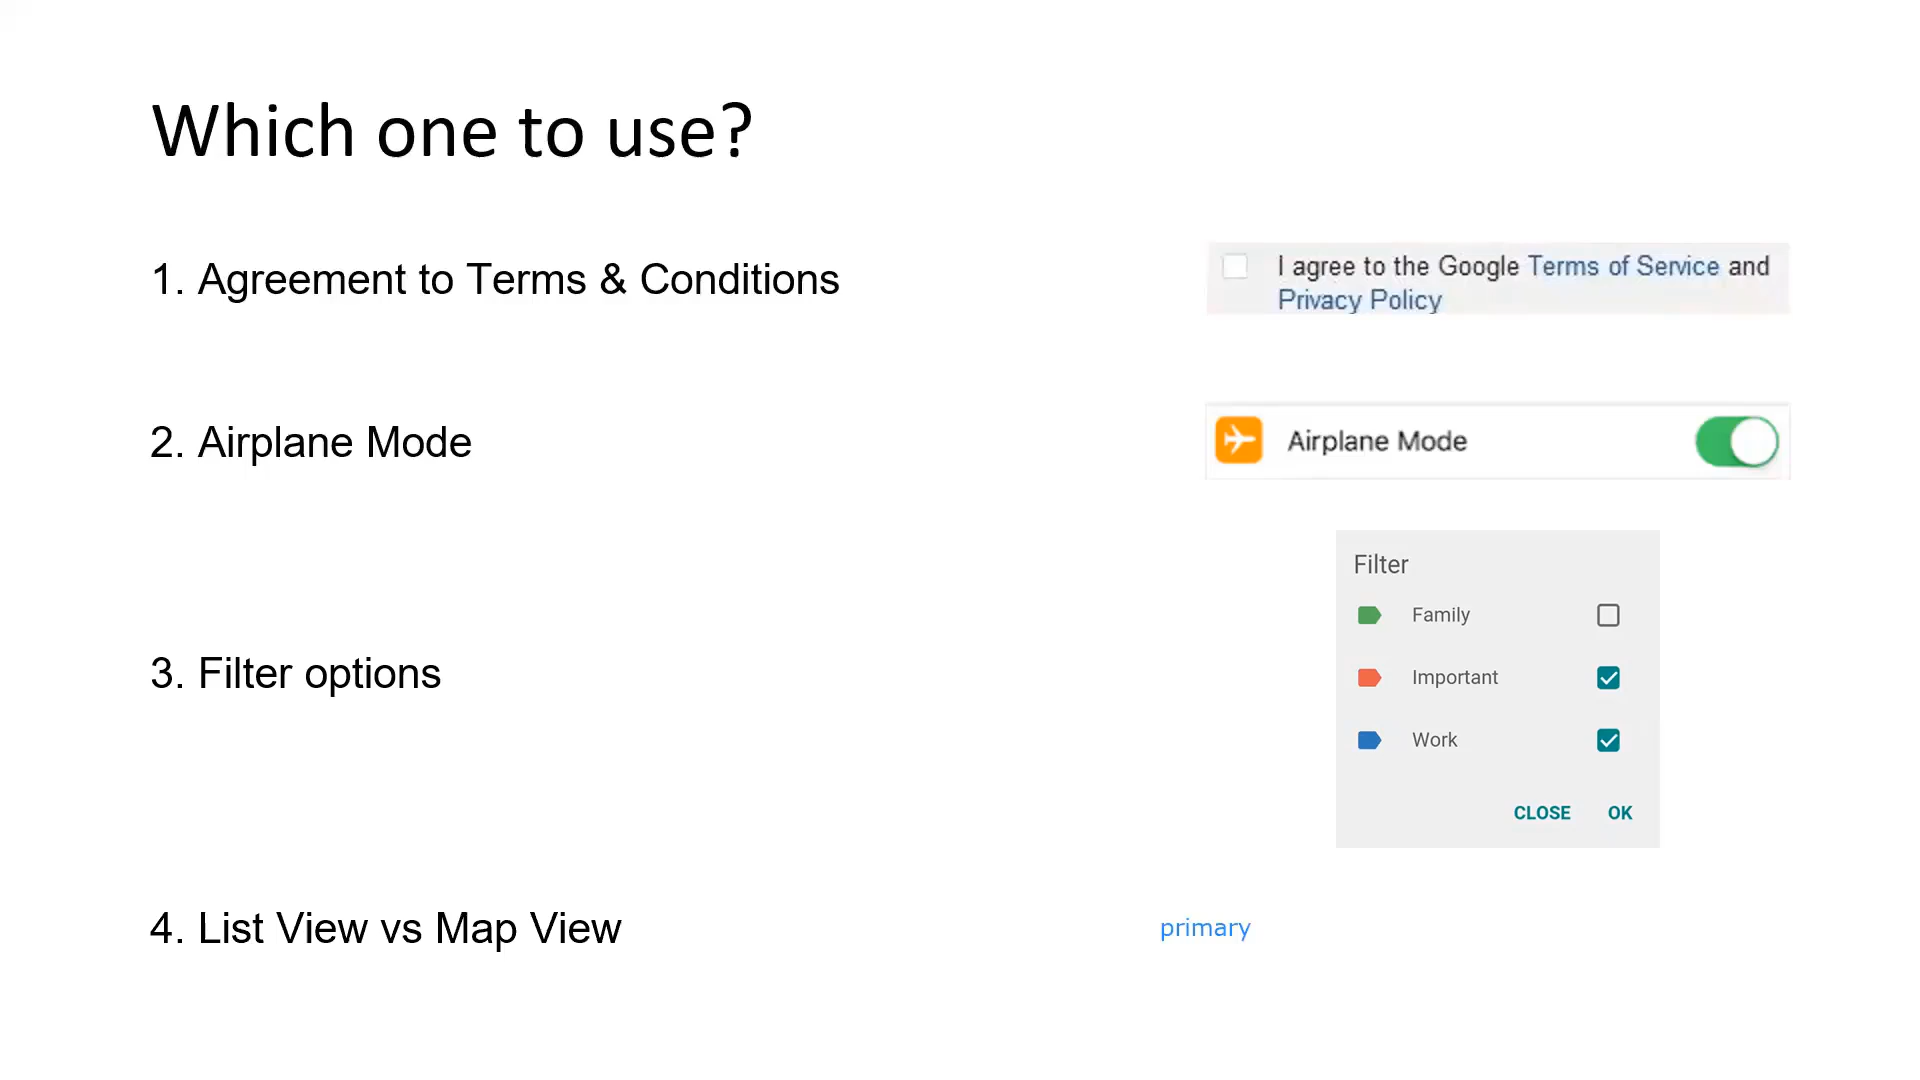 Which one to use?
1. Agreement to Terms & Conditions
I agree to the Google Terms of Service and
Privacy Policy
2. Airplane Mode
Airplane Mode
3. Filter options
Filter
Family
Important
Work
CLOSE OK
4. List View vs Map View
primary